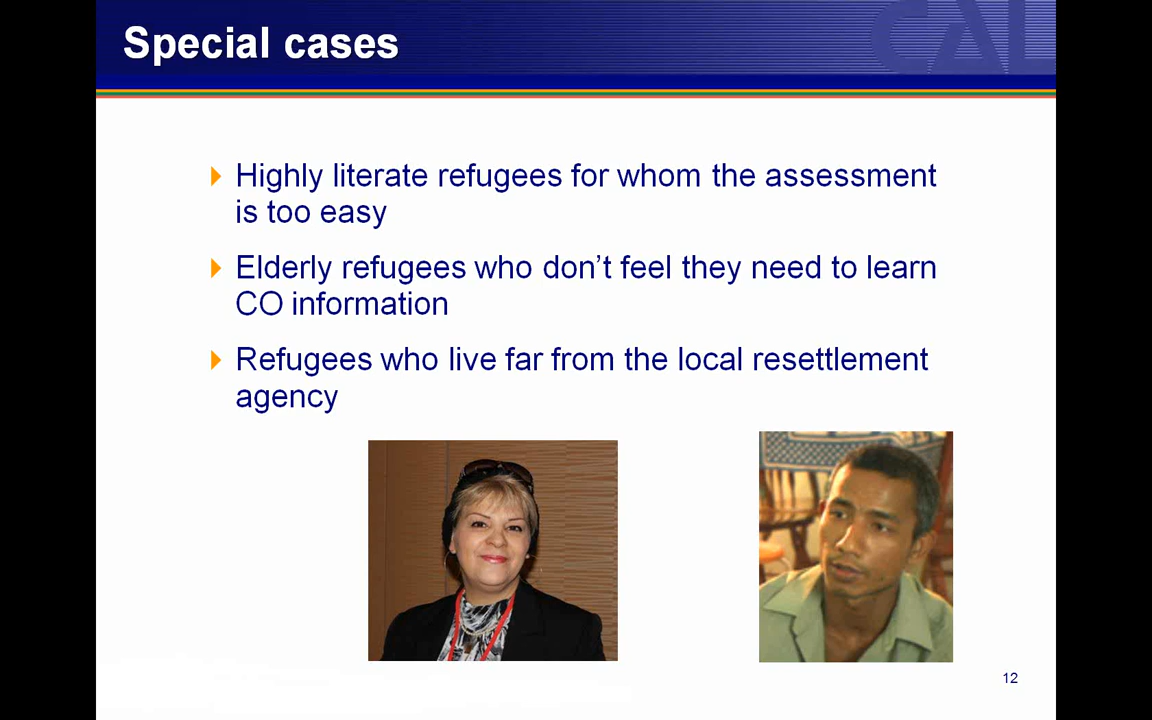 CAL
Special cases
Highly literate refugees for whom the assessment
is too easy
Elderly refugees who don’t feel they need to learn
CO information
Refugees who live far from the local resettlement
agency
12